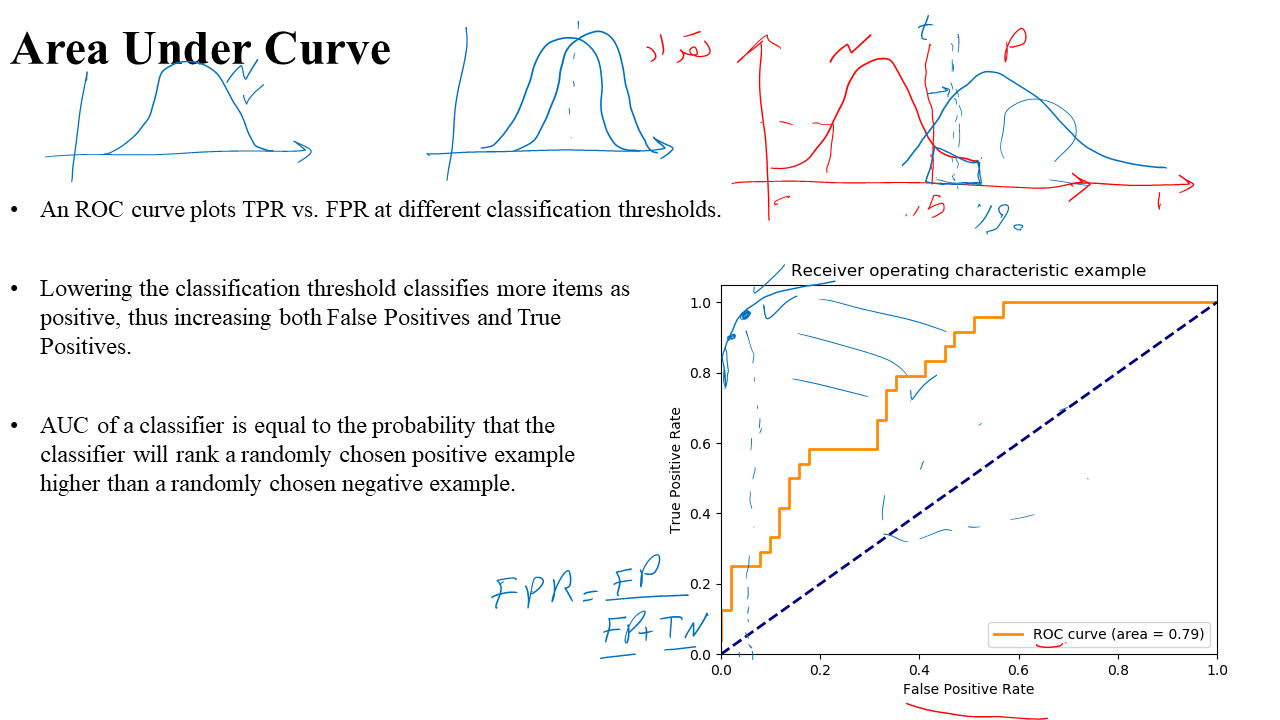 Area Under Curve
N
تعداد
N
t
P
0.5
1
• An ROC curve plots TPR vs. FPR at different classification thresholds.
• Lowering the classification threshold classifies more items as
positive, thus increasing both False Positives and True
Positives.
• AUC of a classifier is equal to the probability that the
classifier will rank a randomly chosen positive example
higher than a randomly chosen negative example.
FPR = FP
FP + TN
Receiver operating characteristic example
True Positive Rate
1.0
0.8
0.6
0.4
0.2
0.0
ROC curve (area = 0.79)
0.0 0.2 0.4 0.6 0.8 1.0
False Positive Rate